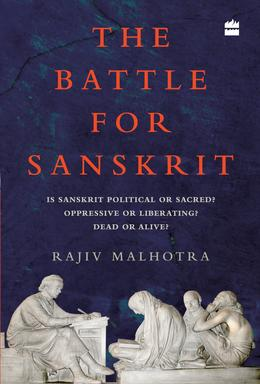 THE
BATTLE
FOR
SANSKRIT
IS SANSKRIT POLITICAL OR SACRED?
OPPRESSIVE OR LIBERATING?
DEAD OR ALIVE?
RAJIV MALHOTRA